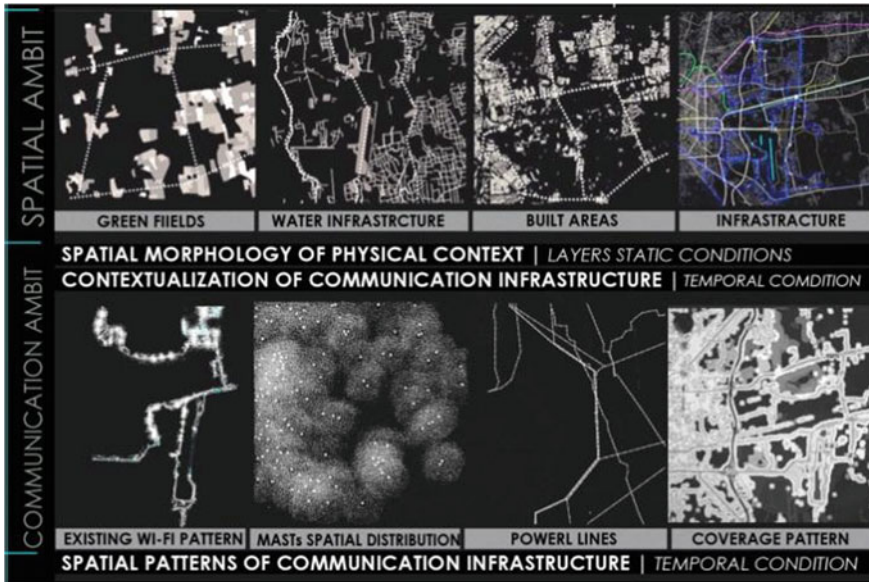 SPATIAL AMBIT
GREEN FIIELDS
WATER INFRASTRCTURE
BUILT AREAS
INFRASTRACTURE
SPATIAL MORPHOLOGY OF PHYSICAL CONTEXT | LAYERS STATIC CONDITIONS
CONTEXTUALIZATION OF COMMUNICATION INFRASTRUCTURE | TEMPORAL COMDITION
COMMUNICATION AMBIT
EXISTING WI-FI PATTERN
MASTs SPATIAL DISTRIBUTION
POWERL LINES
COVERAGE PATTERN
SPATIAL PATTERNS OF COMMUNICATION INFRASTRUCTURE | TEMPORAL CONDITION